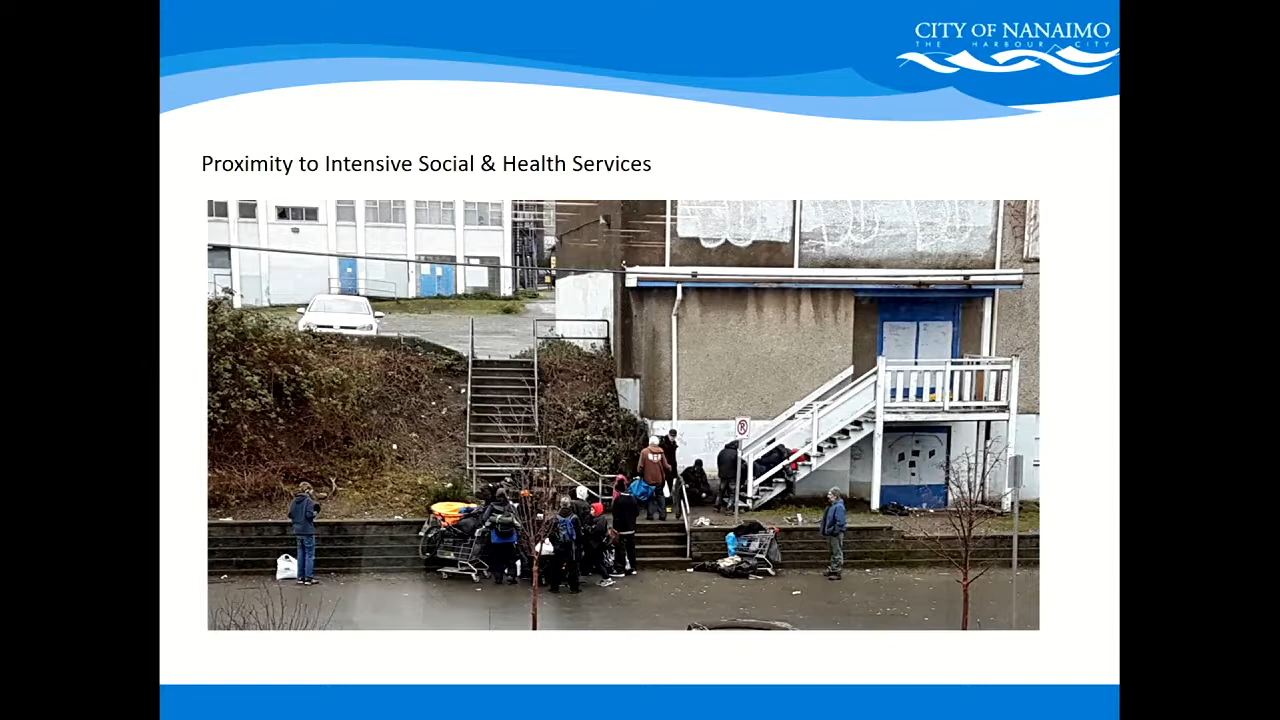 CITY OF NANAIMO
THE HARBOUR CITY
Proximity to Intensive Social & Health Services